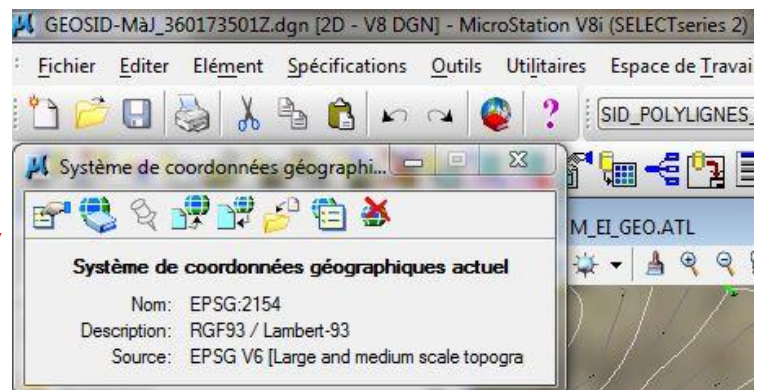 GEOSID-MàJ_360173501Z.dgn [2D - V8 DGN] - MicroStation V8i (SELECTseries 2)
Fichier Editer Elément Spécifications Outils Utilitaires Espace de Travai
SID_POLYLIGNES_
Système de coordonnées géographi...
M_EI_GEO.ATL
Système de coordonnées géographiques actuel
Nom: EPSG:2154
Description: RGF93 / Lambert-93
Source: EPSG V6 [Large and medium scale topogra